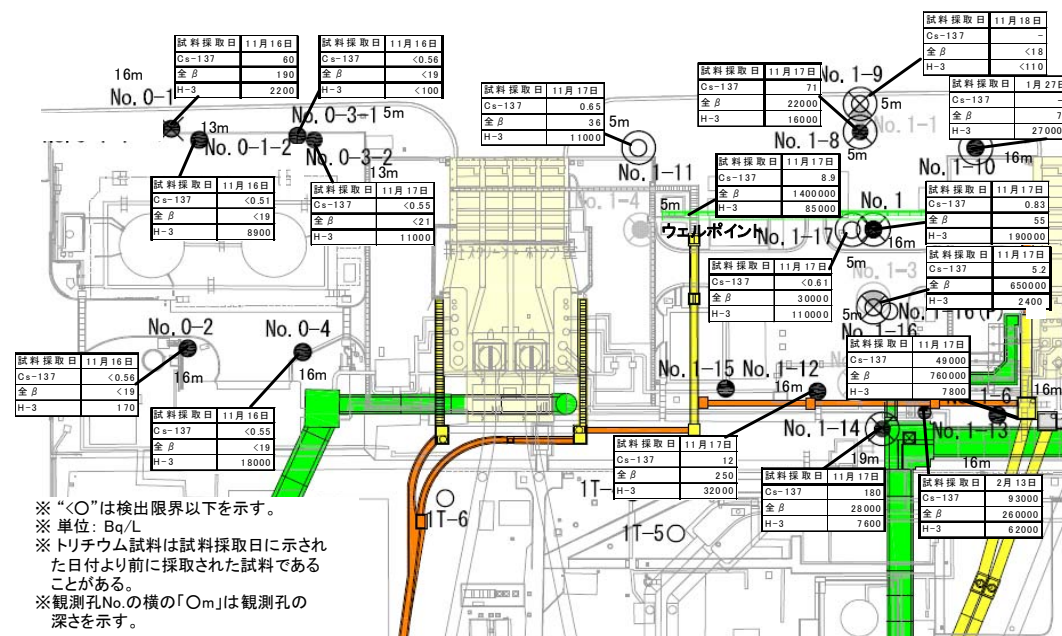 試料採取日 11月16日
Cs-137 60
全β 190
H-3 2200
試料採取日 11月16日
Cs-137 <0.56
全β <19
H-3 <100
試料採取日 11月17日
Cs-137 0.65
全β 36
H-3 11000
試料採取日 11月17日
Cs-137 71
全β 22000
H-3 16000
試料採取日 11月18日
Cs-137 -
全β <18
H-3 <110
1月27日
16m
No. 0-1
13m
No. 0-1-2
No. 0-3-1 5m
No. 0-3-2
13m
5m
No. 1-11
No. 1-9
5m
No. 1-1
No. 1-8
5m
No. 1-10
16m
試料採取日 11月16日
Cs-137 <0.51
全β <19
H-3 8900
試料採取日 11月17日
Cs-137 <0.55
全β <21
H-3 11000
試料採取日 11月17日
Cs-137 8.9
全β 1400000
H-3 85000
試料採取日 11月17日
Cs-137 0.83
全β 55
H-3 190000
No. 1-4
5m
ウェルポイント
No. 1-17
No. 1
16m
5m
No. 1-3
試料採取日 11月17日
Cs-137 <0.61
全β 30000
H-3 110000
試料採取日 11月17日
Cs-137 5.2
全β 650000
H-3 2400
5m
No. 1-16(P)
No. 1-16
No. 0-2
16m
No. 0-4
16m
試料採取日 11月16日
Cs-137 <0.56
全β <19
H-3 170
試料採取日 11月16日
Cs-137 <0.55
全β <19
H-3 18000
試料採取日 11月17日
Cs-137 49000
全β 760000
H-3 7800
No. 1-15
No. 1-12
16m
1-6
16m
No. 1-14
19m
No. 1-13
16m
試料採取日 11月17日
Cs-137 12
全β 250
H-3 32000
試料採取日 11月17日
Cs-137 180
全β 28000
H-3 7600
試料採取日 2月13日
Cs-137 93000
全β 260000
H-3 62000
1T-6
1T-5
※ “<〇”は検出限界以下を示す。
※ 単位: Bq/L
※ トリチウム試料は試料採取日に示され
た日付より前に採取された試料である
ことがある。
※観測孔No.の横の「〇m」は観測孔の
深さを示す。